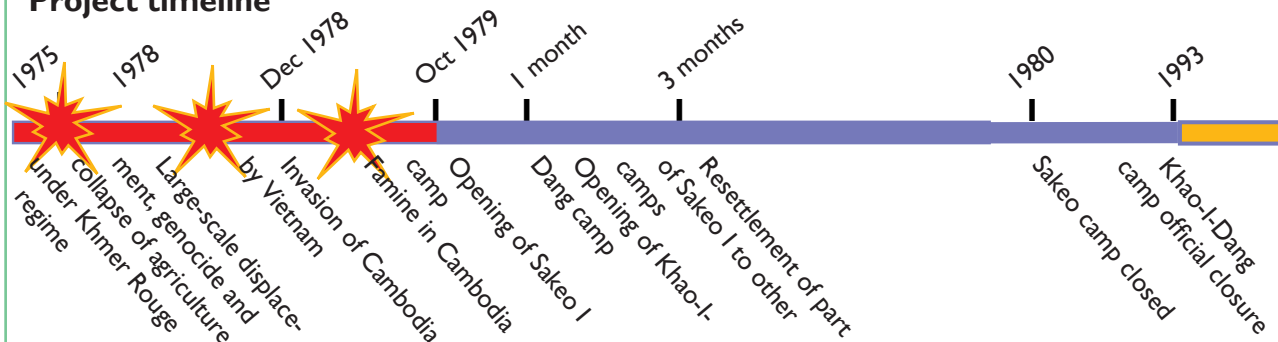 Project timeline
1975
1978
Dec 1978
Oct 1979
1 month
3 months
1980
1993
Large-scale displace-
ment, genocide and
collapse of agriculture
under Khmer Rouge
regime
Invasion of Cambodia
by Vietnam
Famine in Cambodia
Opening of Sakeo I
camp
Opening of Khao-I-
Dang camp
Resettlement of part
of Sakeo I to other
camps
Sakeo camp closed
Khao-I-Dang
camp official closure